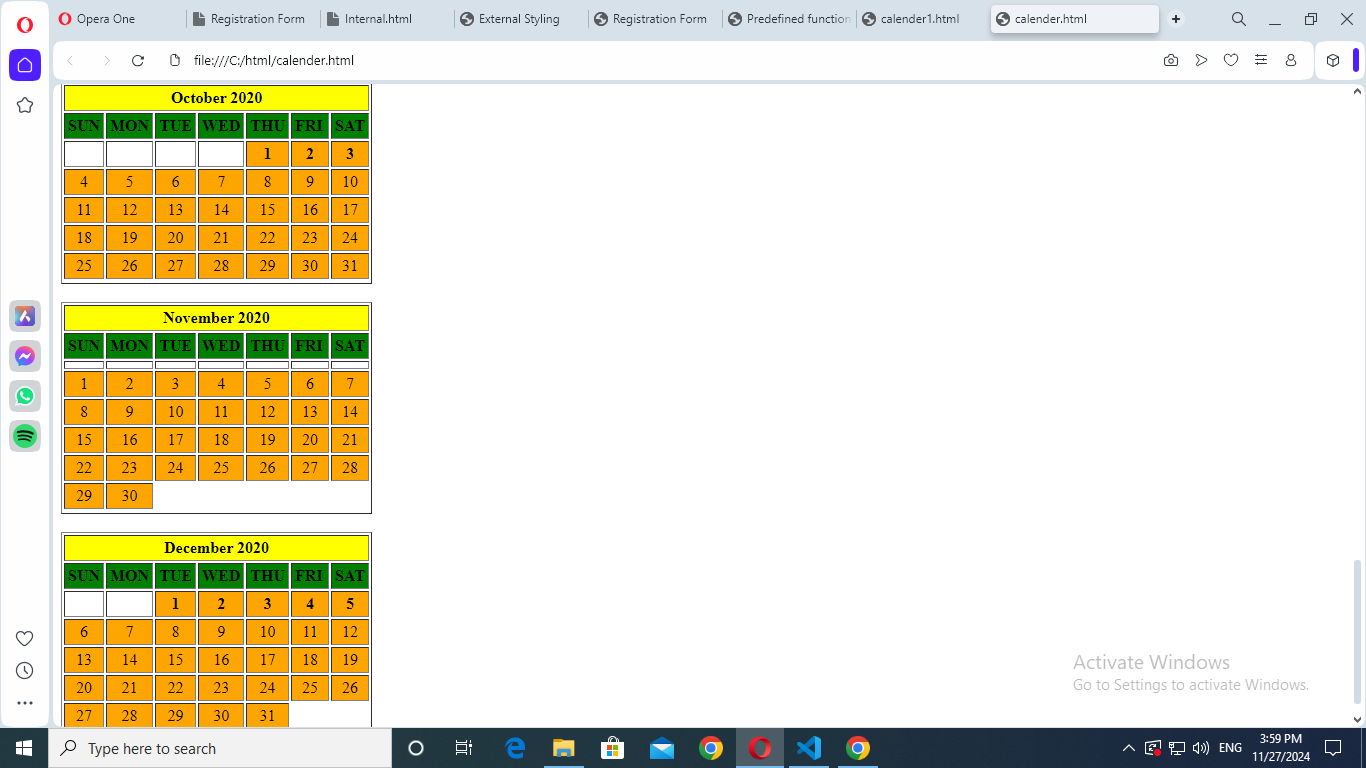 Opera One Registration Form Internal.html External Styling Registration Form Predefined function calender1.html calender.html
file:///C:/html/calender.html
October 2020
SUN MON TUE WED THU FRI SAT
1 2 3
4 5 6 7 8 9 10
11 12 13 14 15 16 17
18 19 20 21 22 23 24
25 26 27 28 29 30 31
November 2020
SUN MON TUE WED THU FRI SAT
1 2 3 4 5 6 7
8 9 10 11 12 13 14
15 16 17 18 19 20 21
22 23 24 25 26 27 28
29 30
December 2020
SUN MON TUE WED THU FRI SAT
1 2 3 4 5
6 7 8 9 10 11 12
13 14 15 16 17 18 19
20 21 22 23 24 25 26
27 28 29 30 31
Activate Windows
Go to Settings to activate Windows.
Type here to search
ENG
3:59 PM
11/27/2024